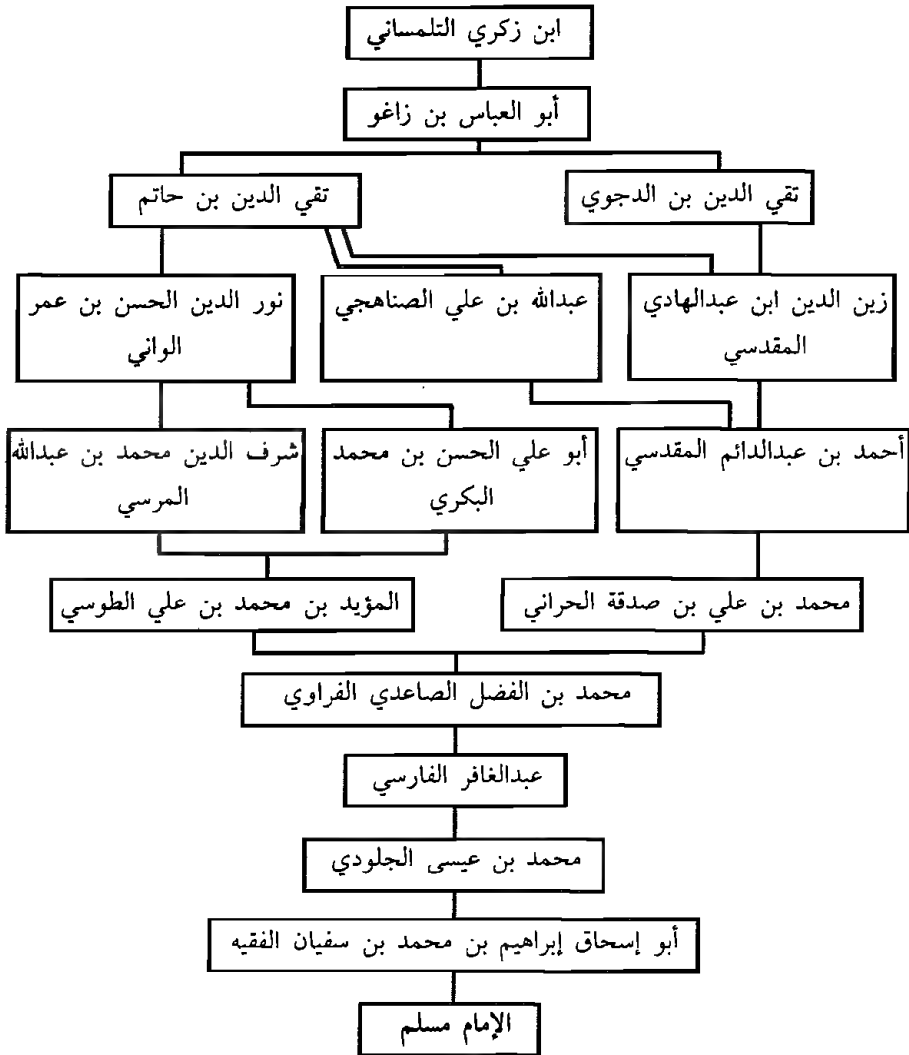 ابن زكري التلمساني
أبو العباس بن زاغو
تقي الدين بن الدجوي
تقي الدين بن حاتم
زين الدين ابن عبدالهادي
المقدسي
عبدالله بن علي الصناهجي
نور الدين الحسن بن عمر
الواني
أحمد بن عبدالدائم المقدسي
أبو علي الحسن بن محمد
البكري
شرف الدين محمد بن عبدالله
المرسي
محمد بن علي بن صدقة الحراني
المؤيد بن محمد بن علي الطوسي
محمد بن الفضل الصاعدي الفراوي
عبدالغافر الفارسي
محمد بن عيسى الجلودي
أبو إسحاق إبراهيم بن محمد بن سفيان الفقيه
الإمام مسلم